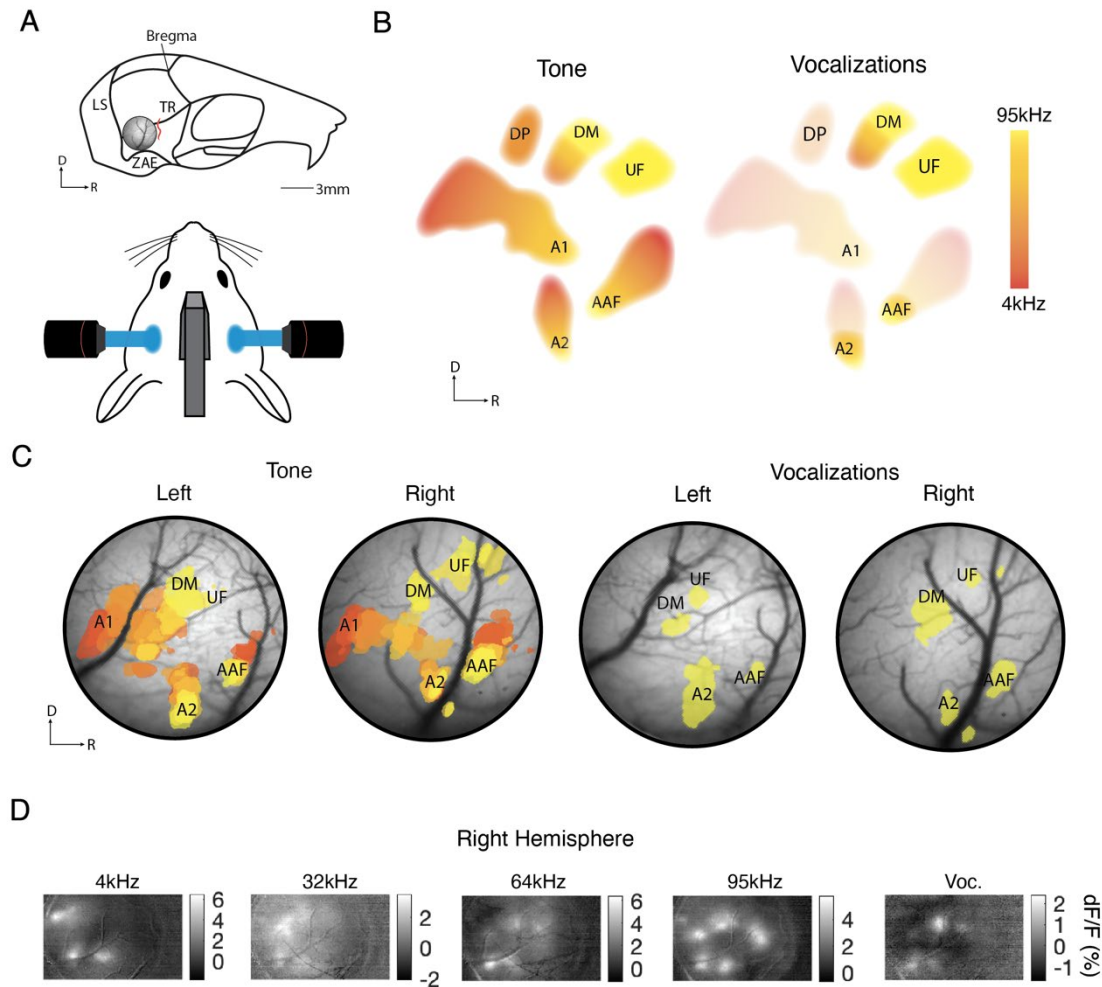 A
Bregma
LS
TR
ZAE
D
R
3mm
B
Tone
Vocalizations
DP
DM
UF
A1
AAF
A2
DP
DM
UF
A1
AAF
A2
95kHz
4kHz
D
R
C
Tone
Vocalizations
Left
Right
Left
Right
DM
UF
A1
AAF
A2
UF
DM
A1
AAF
A2
UF
DM
AAF
A2
UF
DM
AAF
A2
D
R
D
Right Hemisphere
4kHz
32kHz
64kHz
95kHz
Voc.
6
4
2
0
2
0
-2
6
4
2
0
4
2
0
2
1
0
-1
dF/F (%)